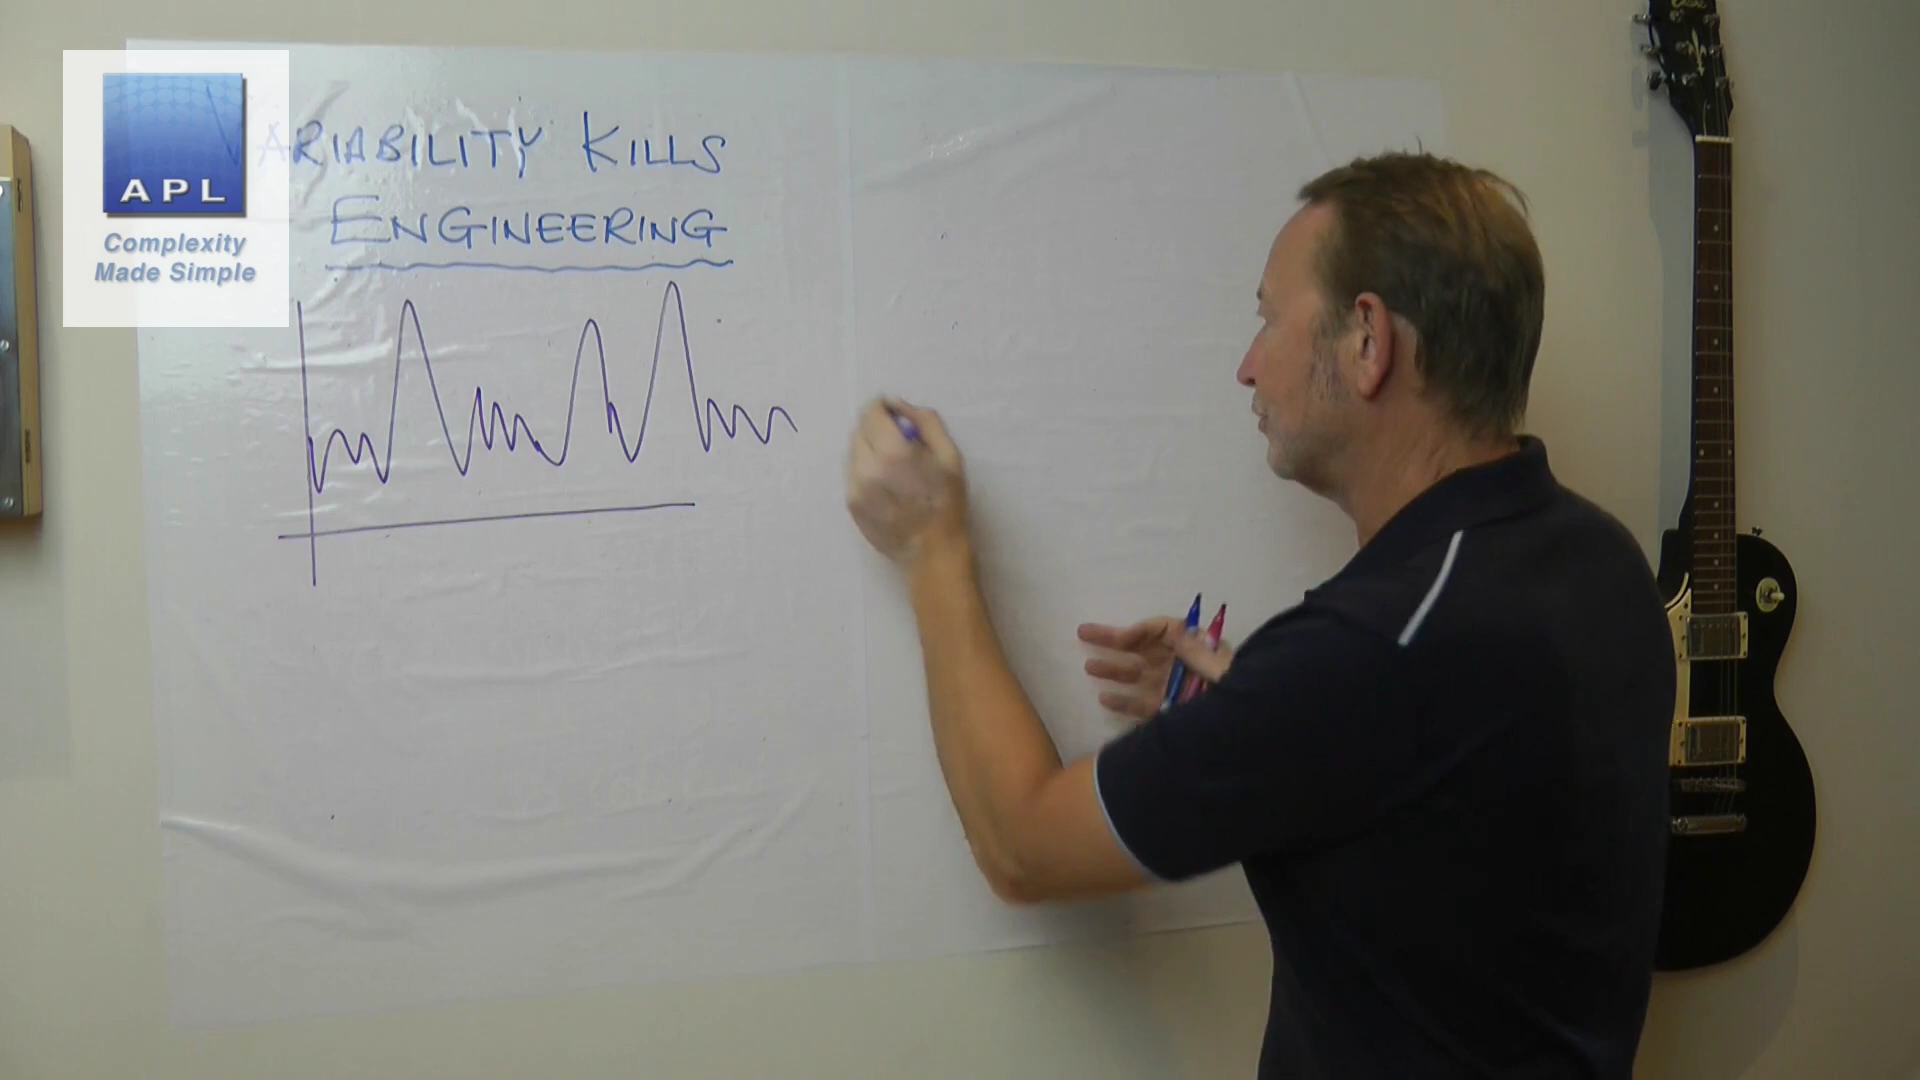 VARIABILITY KILLS
ENGINEERING
APL
Complexity
Made Simple